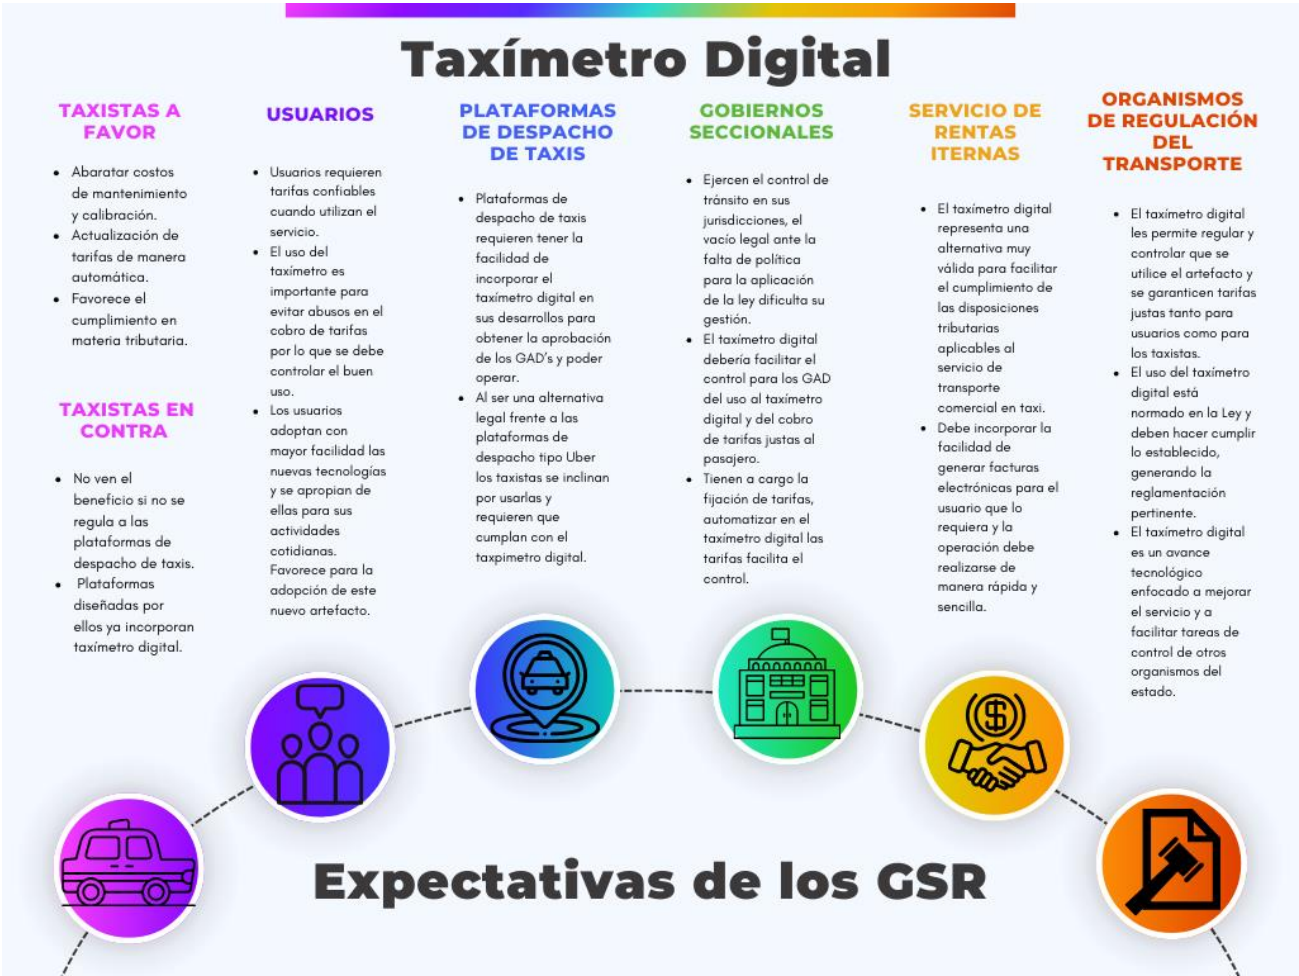 Taxímetro Digital
TAXISTAS A
FAVOR
• Abaratar costos
de mantenimiento
y calibración.
• Actualización de
tarifas de manera
automática.
• Favorece el
cumplimiento en
materia tributaria.
TAXISTAS EN
CONTRA
• No ven el
beneficio si no se
regula a las
plataformas de
despacho de taxis.
• Plataformas
diseñadas por
ellos ya incorporan
taxímetro digital.
USUARIOS
• Usuarios requieren
tarifas confiables
cuando utilizan el
servicio.
• El uso del
taxímetro es
importante para
evitar abusos en el
cobro de tarifas
por lo que se debe
controlar el buen
uso.
• Los usuarios
adoptan con
mayor facilidad las
nuevas tecnologías
y se apropian de
ellas para sus
actividades
cotidianas.
Favorece para la
adopción de este
nuevo artefacto.
PLATAFORMAS
DE DESPACHO
DE TAXIS
• Plataformas de
despacho de taxis
requieren tener la
facilidad de
incorporar el
taxímetro digital en
sus desarrollos para
obtener la aprobación
de los GAD's y poder
operar.
• Al ser una alternativa
legal frente a las
plataformas de
despacho tipo Uber
los taxistas se inclinan
por usarlas y
requieren que
cumplan con el
taxpimetro digital.
GOBIERNOS
SECCIONALES
• Ejercen el control de
tránsito en sus
jurisdicciones, el
vacío legal ante la
falta de política
para la aplicación
de la ley dificulta su
gestión.
• El taxímetro digital
debería facilitar el
control para los GAD
del uso al taxímetro
digital y del cobro
de tarifas justas al
pasajero.
• Tienen a cargo la
fijación de tarifas,
automatizar en el
taxímetro digital las
tarifas facilita el
control.
SERVICIO DE
RENTAS
ITERNAS
• El taxímetro digital
representa una
alternativa muy
válida para facilitar
el cumplimiento de
las disposiciones
tributarias
aplicables al
servicio de
transporte
comercial en taxi.
• Debe incorporar la
facilidad de
generar facturas
electrónicas para el
usuario que lo
requiera y la
operación debe
realizarse de
manera rápida y
sencilla.
ORGANISMOS
DE REGULACIÓN
DEL
TRANSPORTE
• El taxímetro digital
les permite regular y
controlar que se
utilice el artefacto y
se garanticen tarifas
justas tanto para
usuarios como para
los taxistas.
• El uso del taxímetro
digital está
normado en la Ley y
deben hacer cumplir
lo establecido,
generando la
reglamentación
pertinente.
• El taxímetro digital
es un avance
tecnológico
enfocado a mejorar
el servicio y a
facilitar tareas de
control de otros
organismos del
estado.
$
Expectativas de los GSR